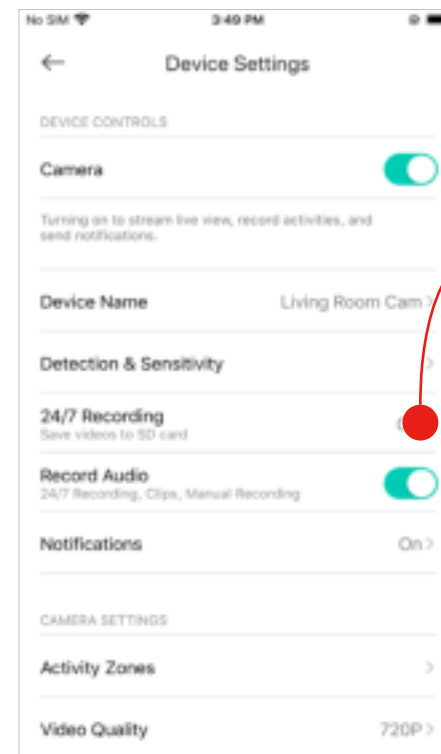 No SIM 3:49 PM
Device Settings
DEVICE CONTROLS
Camera
Turning on to stream live view, record activities, and
send notifications.
Device Name Living Room Cam >
Detection & Sensitivity >
24/7 Recording
Save videos to SD card
Record Audio
24/7 Recording, Clips, Manual Recording
Notifications On >
CAMERA SETTINGS
Activity Zones >
Video Quality 720P >